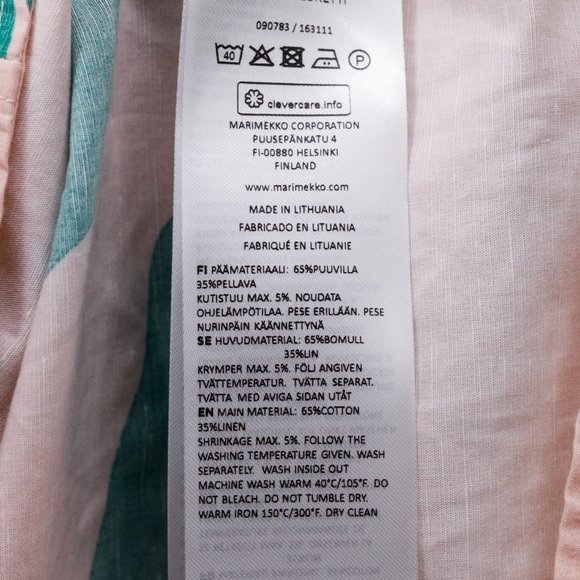 090783 / 163111
40
P
clevercare.info
MARIMEKKO CORPORATION
PUUSEPÄNKATU 4
FI-00880 HELSINKI
FINLAND
www.marimekko.com
MADE IN LITHUANIA
FABRICADO EN LITUANIA
FABRIQUÉ EN LITUANIE
FI PÄÄMATERIAALI: 65%PUUVILLA
35%PELLAVA
KUTISTUU MAX. 5%. NOUDATA
OHJELÄMPÖTILAA. PESE ERILLÄÄN. PESE
NURINPÄIN KÄÄNNETTYNÄ
SE HUVUDMATERIAL: 65%BOMULL
35%LIN
KRYMPER MAX. 5%. FÖLJ ANGIVEN
TVÄTTEMPERATUR. TVÄTTA SEPARAT.
TVÄTTA MED AVIGA SIDAN UTÅT
EN MAIN MATERIAL: 65%COTTON
35%LINEN
SHRINKAGE MAX. 5%. FOLLOW THE
WASHING TEMPERATURE GIVEN. WASH
SEPARATELY. WASH INSIDE OUT
MACHINE WASH WARM 40°C/105°F. DO
NOT BLEACH. DO NOT TUMBLE DRY.
WARM IRON 150°C/300°F. DRY CLEAN